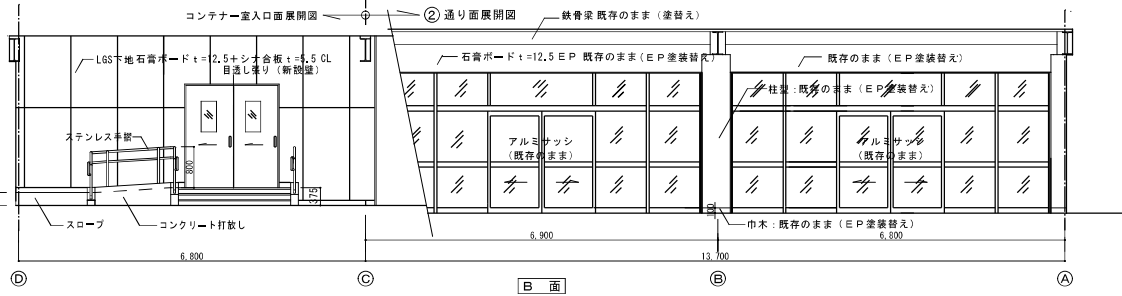 コンテナー室入口面展開図
② 通り面展開図
鉄骨梁 既存のまま（塗替え）
LGS下地 石膏ボード t=12.5+シナ合板 t=5.5 CL
目透し張り（新設壁）
石膏ボード t=12.5 EP 既存のまま（EP塗装替え）
既存のまま（EP塗装替え）
柱型：既存のまま（EP塗装替え）
ステンレス手摺
アルミサッシ
（既存のまま）
アルミサッシ
（既存のまま）
800
375
100
スロープ
コンクリート打放し
巾木：既存のまま（EP塗装替え）
6,900
6,800
6,800
13,700
D
C
B
A
B 面